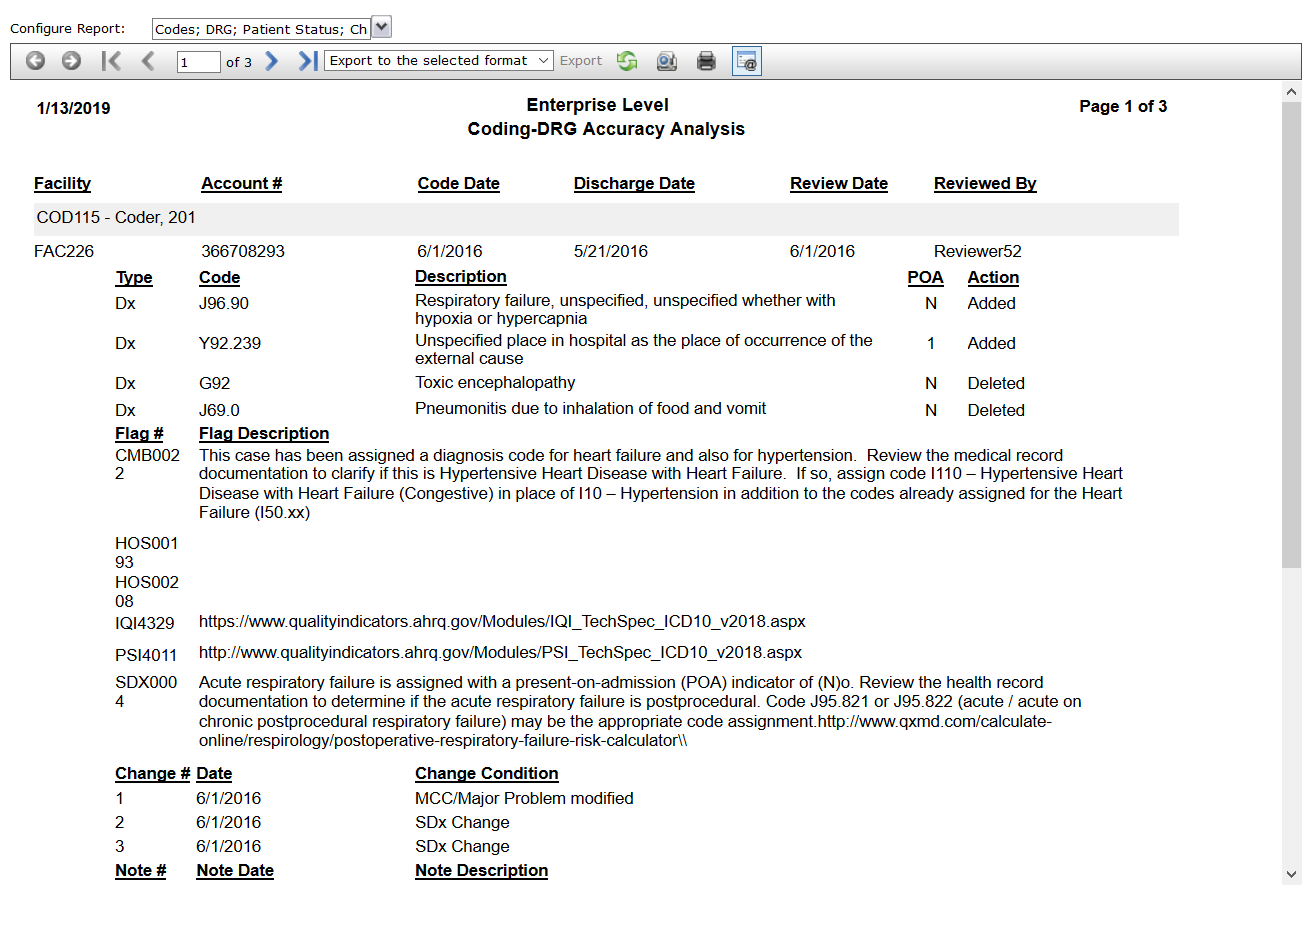 Configure Report: Codes; DRG; Patient Status; Ch
1 of 3 Export to the selected format Export
1/13/2019 Enterprise Level Page 1 of 3
Coding-DRG Accuracy Analysis
Facility Account # Code Date Discharge Date Review Date Reviewed By
COD115 - Coder, 201
FAC226 366708293 6/1/2016 5/21/2016 6/1/2016 Reviewer52
Type Code Description POA Action
Dx J96.90 Respiratory failure, unspecified, unspecified whether with N Added
hypoxia or hypercapnia
Dx Y92.239 Unspecified place in hospital as the place of occurrence of the 1 Added
external cause
Dx G92 Toxic encephalopathy N Deleted
Dx J69.0 Pneumonitis due to inhalation of food and vomit N Deleted
Flag # Flag Description
CMB002 This case has been assigned a diagnosis code for heart failure and also for hypertension.  Review the medical record
2 documentation to clarify if this is Hypertensive Heart Disease with Heart Failure.  If so, assign code I110 – Hypertensive Heart
Disease with Heart Failure (Congestive) in place of I10 – Hypertension in addition to the codes already assigned for the Heart
Failure (I50.xx)
HOS001
93
HOS002
08
IQI4329 https://www.qualityindicators.ahrq.gov/Modules/IQI_TechSpec_ICD10_v2018.aspx
PSI4011 http://www.qualityindicators.ahrq.gov/Modules/PSI_TechSpec_ICD10_v2018.aspx
SDX000 Acute respiratory failure is assigned with a present-on-admission (POA) indicator of (N)o. Review the health record
4 documentation to determine if the acute respiratory failure is postprocedural. Code J95.821 or J95.822 (acute / acute on
chronic postprocedural respiratory failure) may be the appropriate code assignment.http://www.qxmd.com/calculate-
online/respirology/postoperative-respiratory-failure-risk-calculator\\
Change # Date Change Condition
1 6/1/2016 MCC/Major Problem modified
2 6/1/2016 SDx Change
3 6/1/2016 SDx Change
Note # Note Date Note Description